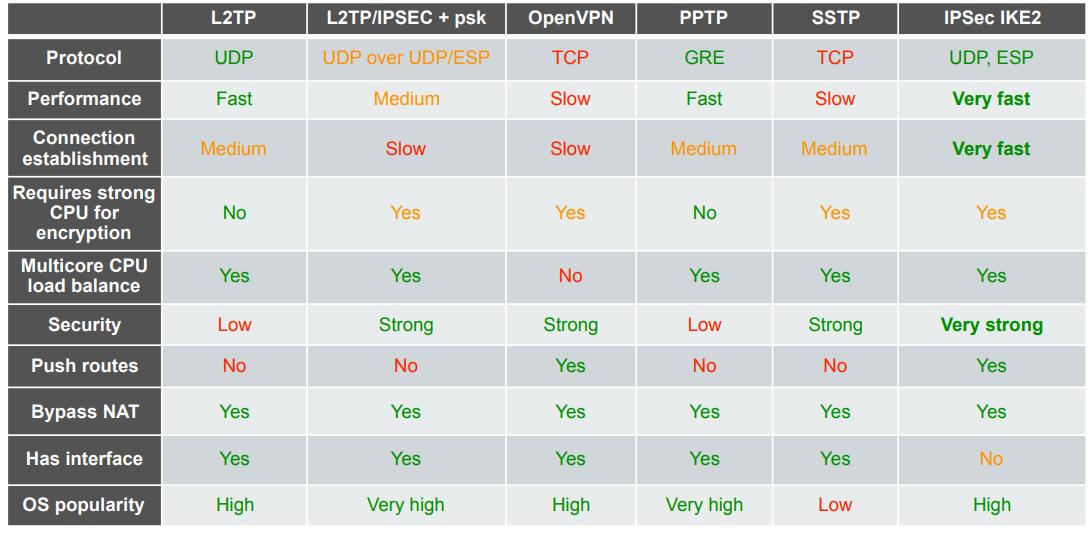 L2TP L2TP/IPSEC + psk OpenVPN PPTP SSTP IPSec IKE2
Protocol UDP UDP over UDP/ESP TCP GRE TCP UDP, ESP
Performance Fast Medium Slow Fast Slow Very fast
Connection
establishment Medium Slow Slow Medium Medium Very fast
Requires strong
CPU for
encryption No Yes Yes No Yes Yes
Multicore CPU
load balance Yes Yes No Yes Yes Yes
Security Low Strong Strong Low Strong Very strong
Push routes No No Yes No No Yes
Bypass NAT Yes Yes Yes Yes Yes Yes
Has interface Yes Yes Yes Yes Yes No
OS popularity High Very high High Very high Low High